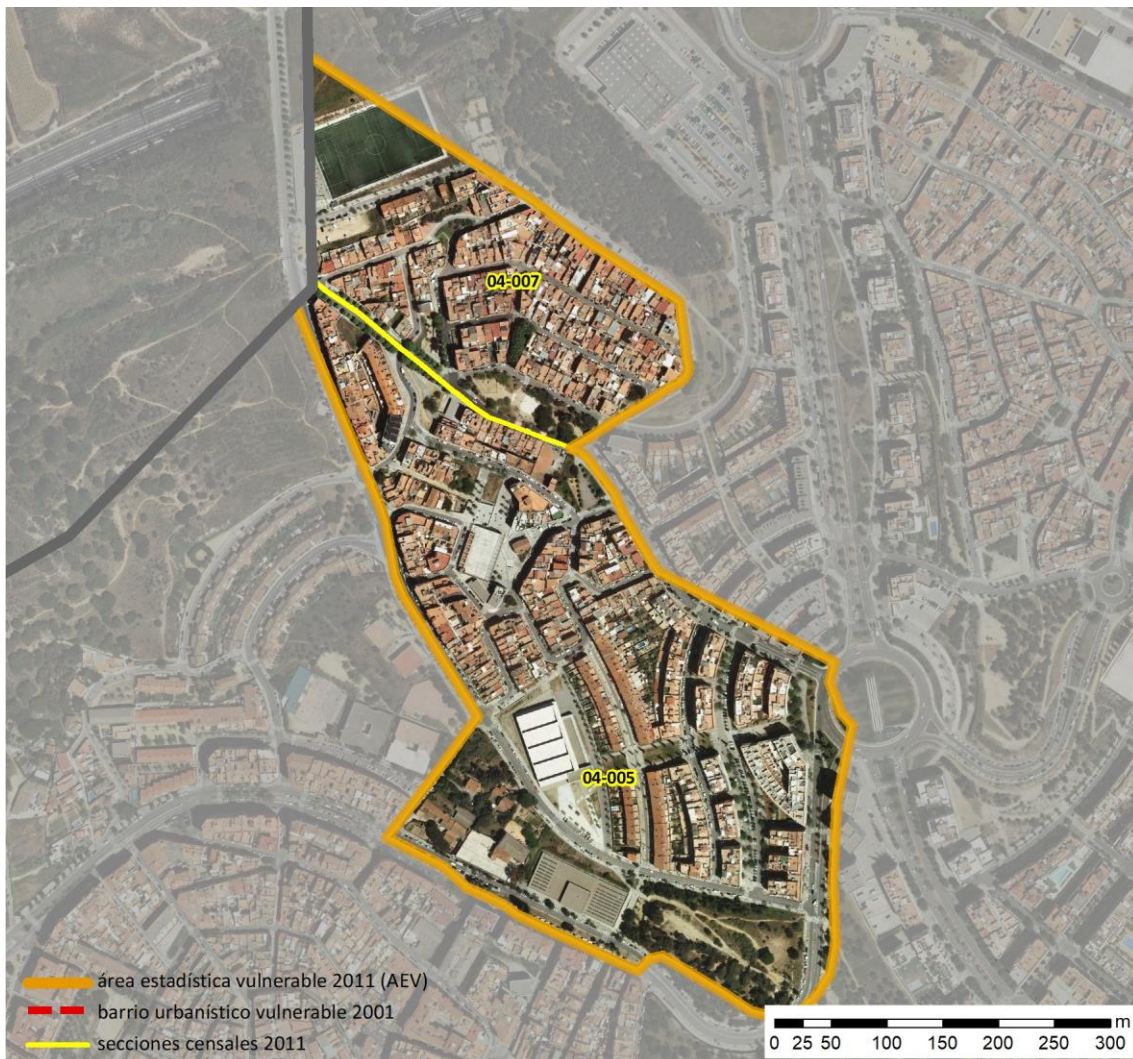 04-007
04-005
área estadística vulnerable 2011 (AEV)
barrio urbanístico vulnerable 2001
secciones censales 2011
m
0 25 50 100 150 200 250 300